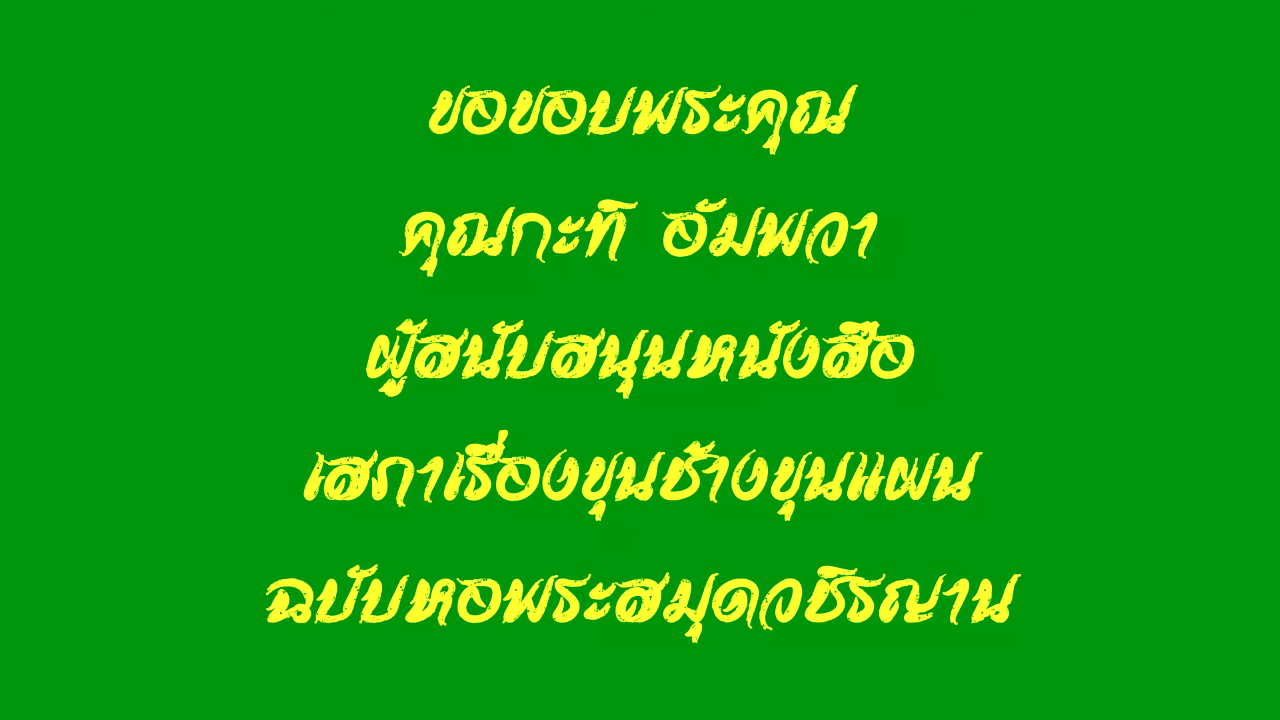 ขอขอบพระคุณ
คุณกะทิ อัมพวา
ผู้สนับสนุนหนังสือ
เสภาเรื่องขุนช้างขุนแผน
ฉบับหอพระสมุดวชิรญาน